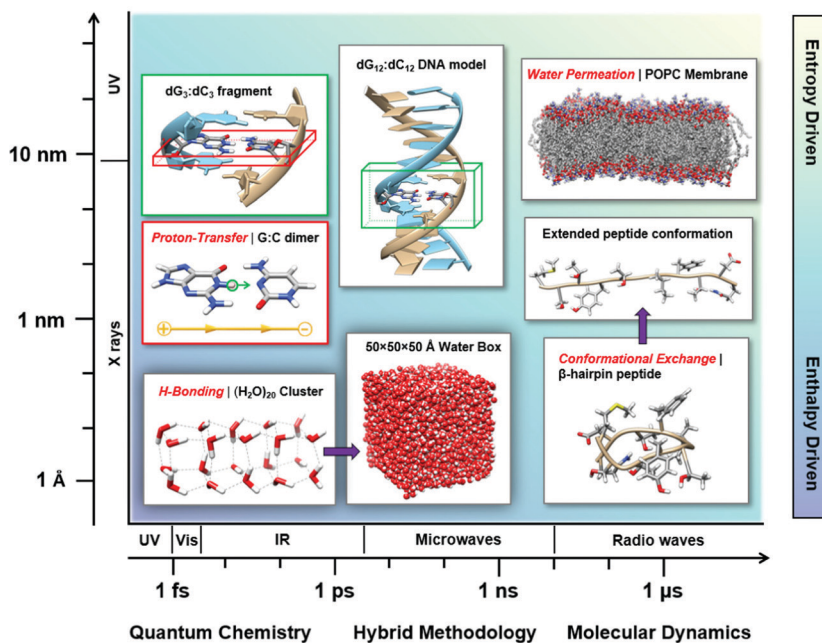 UV
10 nm
1 nm
X rays
1 Å
dG3:dC3 fragment
dG12:dC12 DNA model
Water Permeation | POPC Membrane
Proton-Transfer | G:C dimer
+
−
Extended peptide conformation
H-Bonding | (H2O)20 Cluster
50×50×50 Å Water Box
Conformational Exchange |
β-hairpin peptide
Entropy Driven
Enthalpy Driven
UV Vis IR Microwaves Radio waves
1 fs 1 ps 1 ns 1 µs
Quantum Chemistry Hybrid Methodology Molecular Dynamics